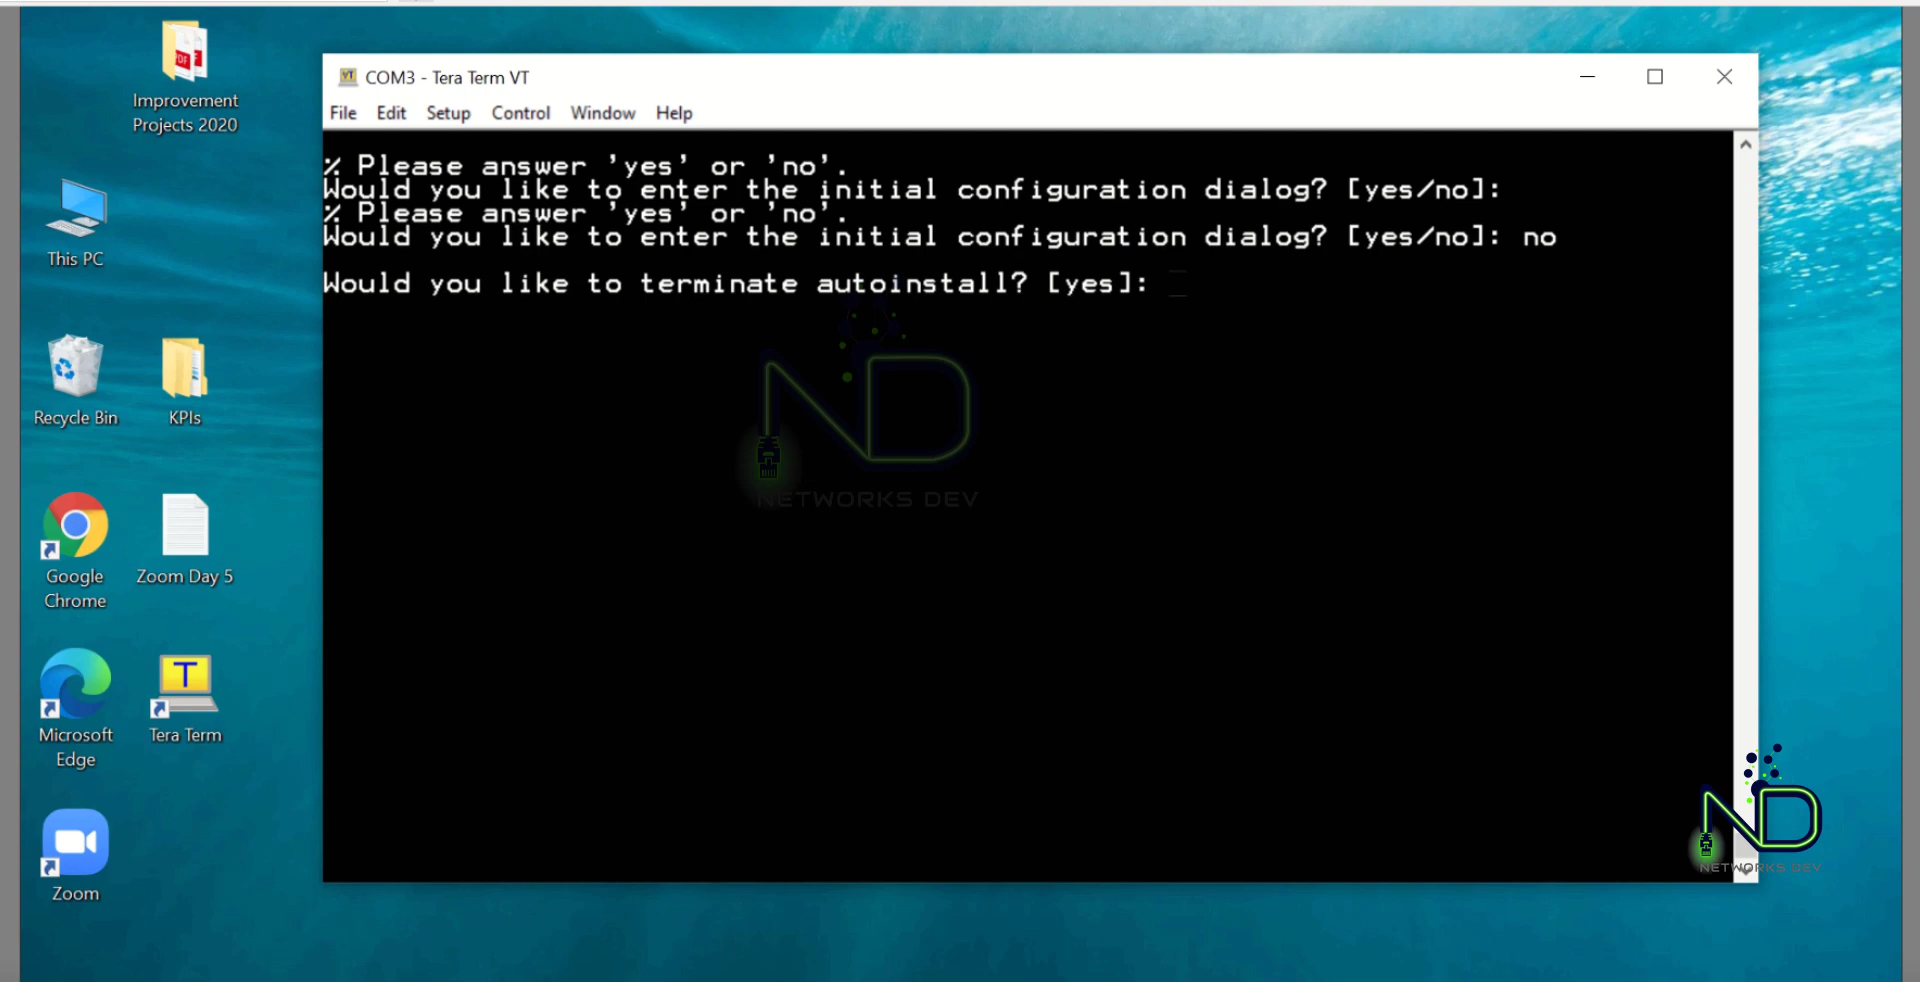 Improvement
Projects 2020
This PC
Recycle Bin
KPIs
Google
Chrome
Zoom Day 5
Microsoft
Edge
Tera Term
Zoom
COM3 - Tera Term VT
File Edit Setup Control Window Help
% Please answer 'yes' or 'no'.
Would you like to enter the initial configuration dialog? [yes/no]:
% Please answer 'yes' or 'no'.
Would you like to enter the initial configuration dialog? [yes/no]: no
Would you like to terminate autoinstall? [yes]:
ND
NETWORKS DEV
ND
NETWORKS DEV